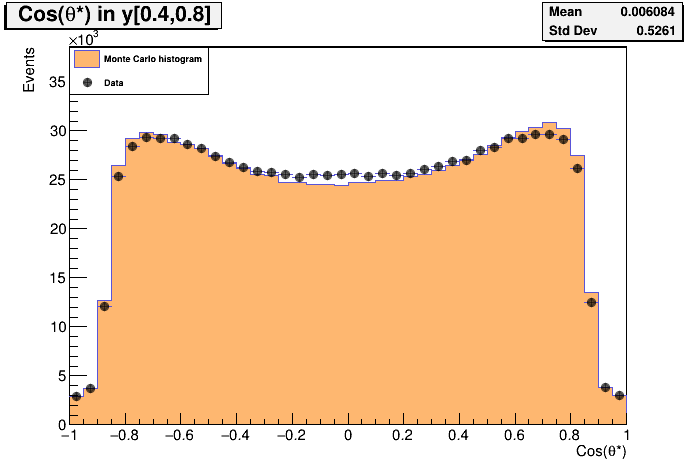 Cos(θ*) in y[0.4,0.8]
Mean 0.006084
Std Dev 0.5261
×10³
Events
Monte Carlo histogram
Data
35
30
25
20
15
10
5
0
−1 −0.8 −0.6 −0.4 −0.2 0 0.2 0.4 0.6 0.8 1
Cos(θ*)